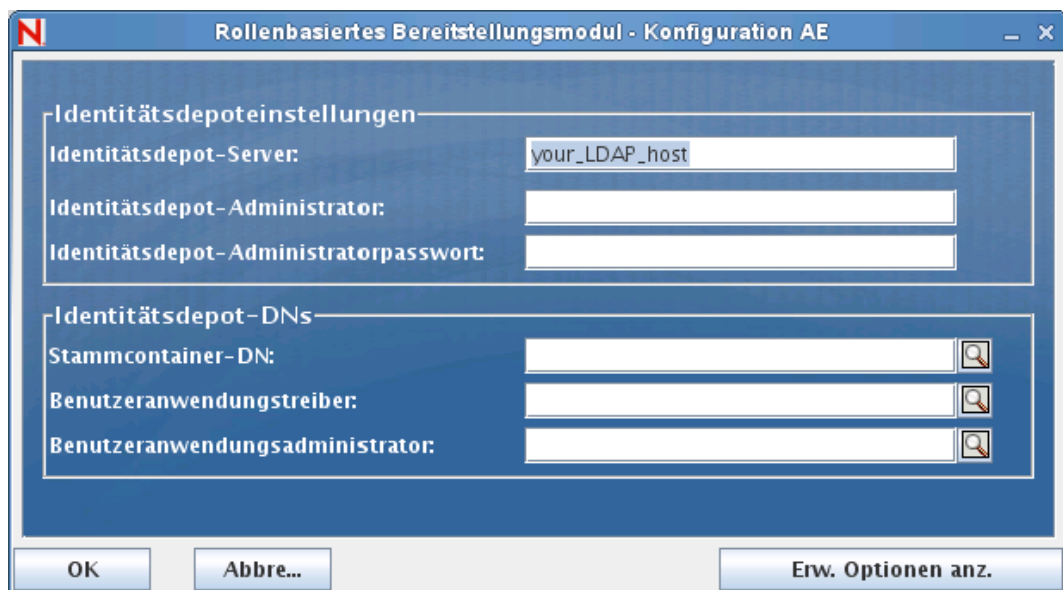 N Rollenbasiertes Bereitstellungsmodul - Konfiguration AE
Identitätsdepoteinstellungen
Identitätsdepot-Server: your_LDAP_host
Identitätsdepot-Administrator:
Identitätsdepot-Administratorpasswort:
Identitätsdepot-DNs
Stammcontainer-DN:
Benutzeranwendungstreiber:
Benutzeranwendungsadministrator:
OK Abbre... Erw. Optionen anz.